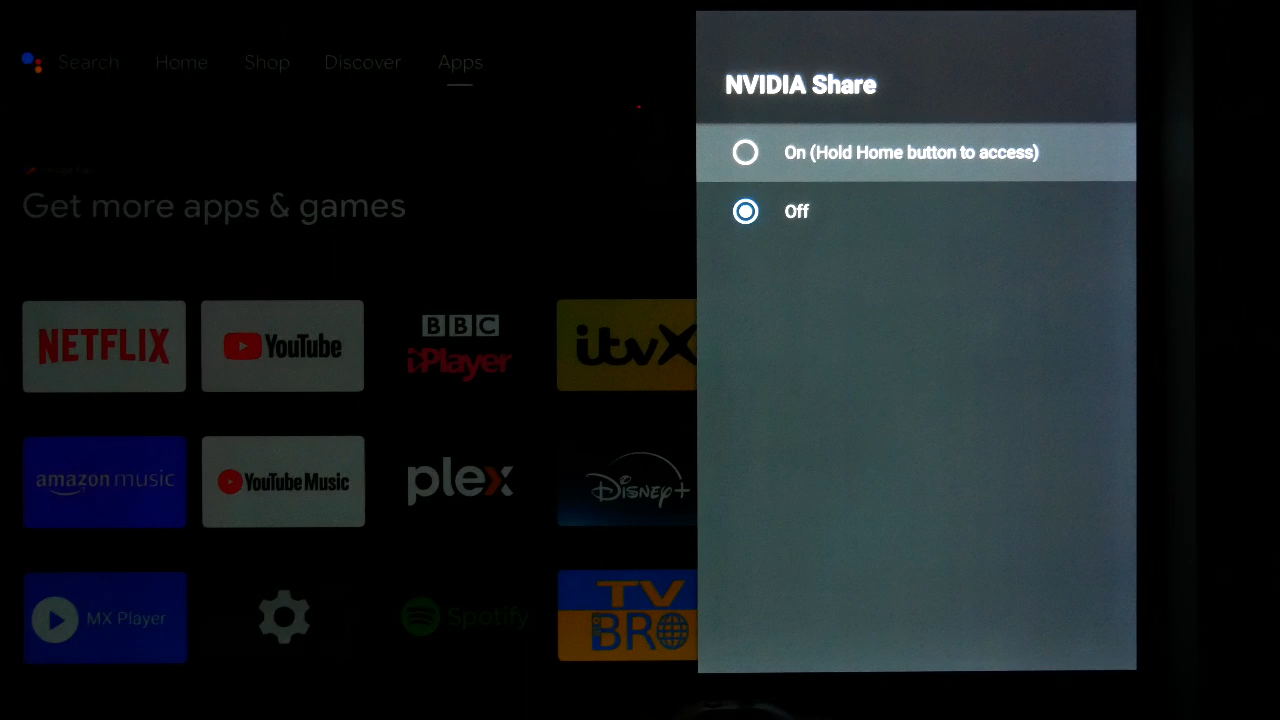 Search Home Shop Discover Apps
Get more apps & games
NETFLIX
YouTube
BBC
iPlayer
itvX
amazon music
YouTube Music
plex
Disney+
MX Player
Spotify
TV
BRO
NVIDIA Share
On (Hold Home button to access)
Off